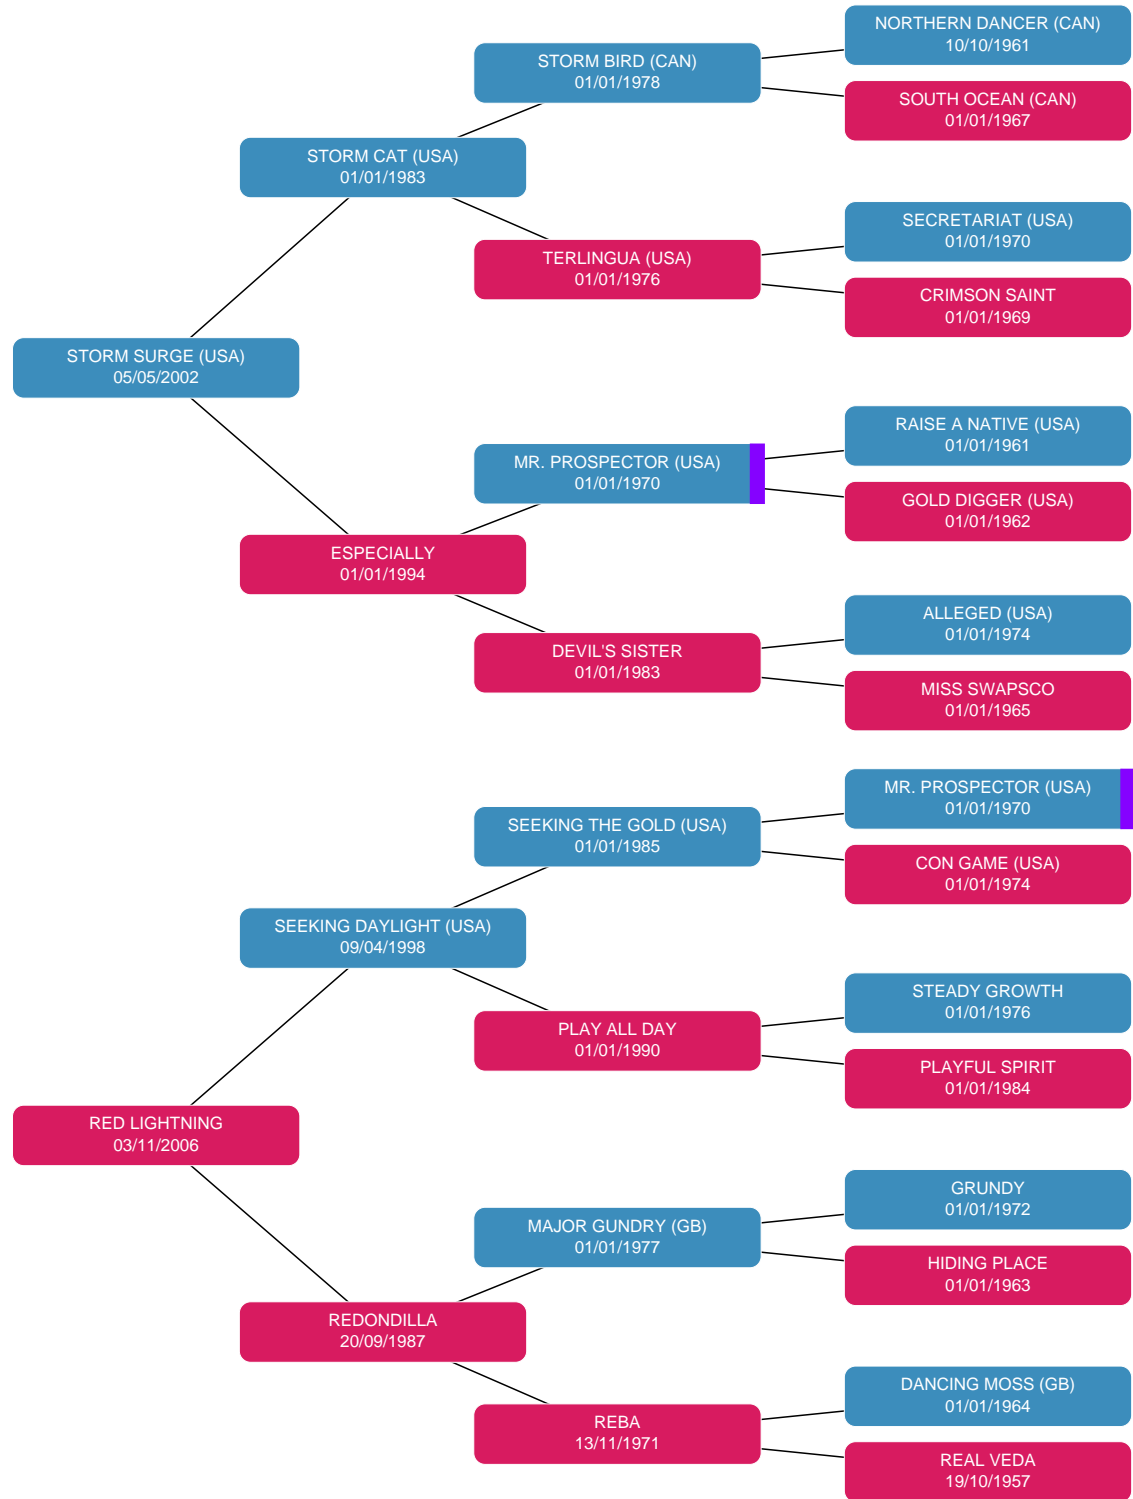 NORTHERN DANCER (CAN)
10/10/1961
STORM BIRD (CAN)
01/01/1978
SOUTH OCEAN (CAN)
01/01/1967
STORM CAT (USA)
01/01/1983
SECRETARIAT (USA)
01/01/1970
TERLINGUA (USA)
01/01/1976
CRIMSON SAINT
01/01/1969
STORM SURGE (USA)
05/05/2002
RAISE A NATIVE (USA)
01/01/1961
MR. PROSPECTOR (USA)
01/01/1970
GOLD DIGGER (USA)
01/01/1962
ESPECIALLY
01/01/1994
ALLEGED (USA)
01/01/1974
DEVIL'S SISTER
01/01/1983
MISS SWAPSCO
01/01/1965
MR. PROSPECTOR (USA)
01/01/1970
SEEKING THE GOLD (USA)
01/01/1985
CON GAME (USA)
01/01/1974
SEEKING DAYLIGHT (USA)
09/04/1998
STEADY GROWTH
01/01/1976
PLAY ALL DAY
01/01/1990
PLAYFUL SPIRIT
01/01/1984
RED LIGHTNING
03/11/2006
GRUNDY
01/01/1972
MAJOR GUNDRY (GB)
01/01/1977
HIDING PLACE
01/01/1963
REDONDILLA
20/09/1987
DANCING MOSS (GB)
01/01/1964
REBA
13/11/1971
REAL VEDA
19/10/1957